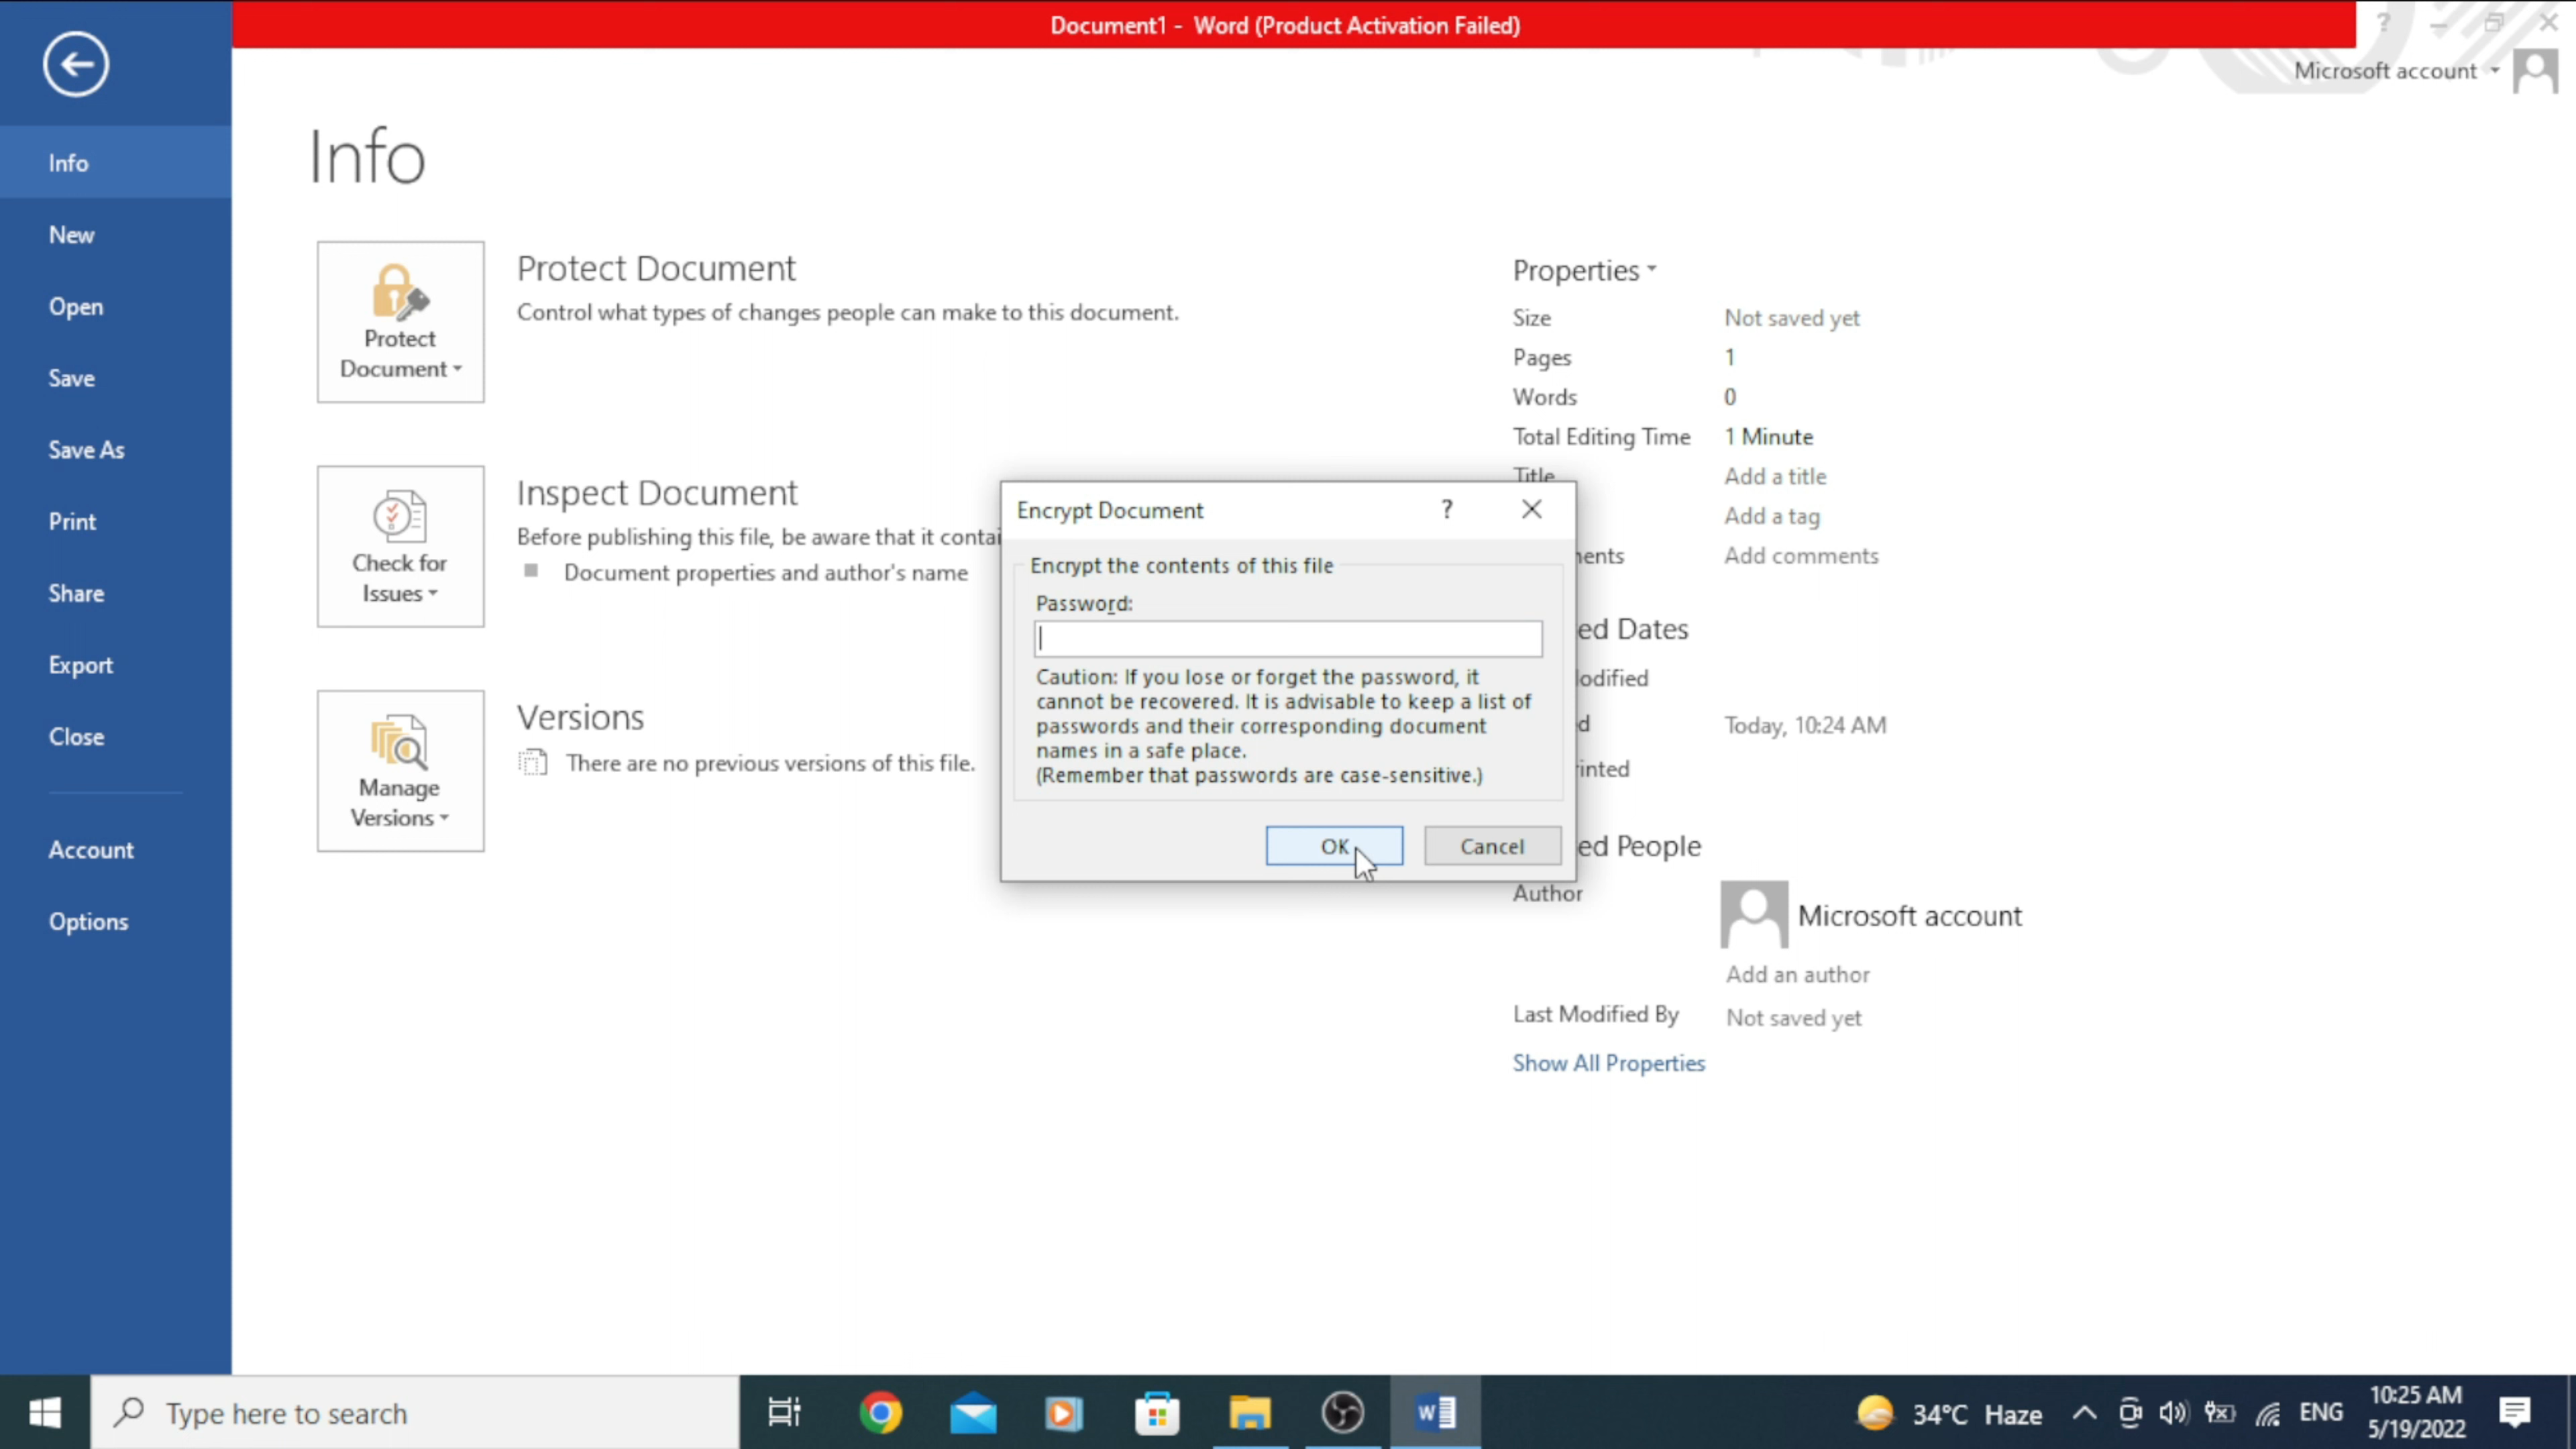 Document1 - Word (Product Activation Failed)
?
Microsoft account
Info
New
Open
Save
Save As
Print
Share
Export
Close
Account
Options
Info
Protect
Document
Protect Document
Control what types of changes people can make to this document.
Check for
Issues
Inspect Document
Before publishing this file, be aware that it contai
Document properties and author's name
Manage
Versions
Versions
There are no previous versions of this file.
Properties
Size Not saved yet
Pages 1
Words 0
Total Editing Time 1 Minute
Title Add a title
Add a tag
ments Add comments
ed Dates
Modified
d Today, 10:24 AM
rinted
ed People
Author
Microsoft account
Add an author
Last Modified By Not saved yet
Show All Properties
Encrypt Document ?
Encrypt the contents of this file
Password:
Caution: If you lose or forget the password, it
cannot be recovered. It is advisable to keep a list of
passwords and their corresponding document
names in a safe place.
(Remember that passwords are case-sensitive.)
OK Cancel
Type here to search
W
34°C Haze
ENG
10:25 AM
5/19/2022